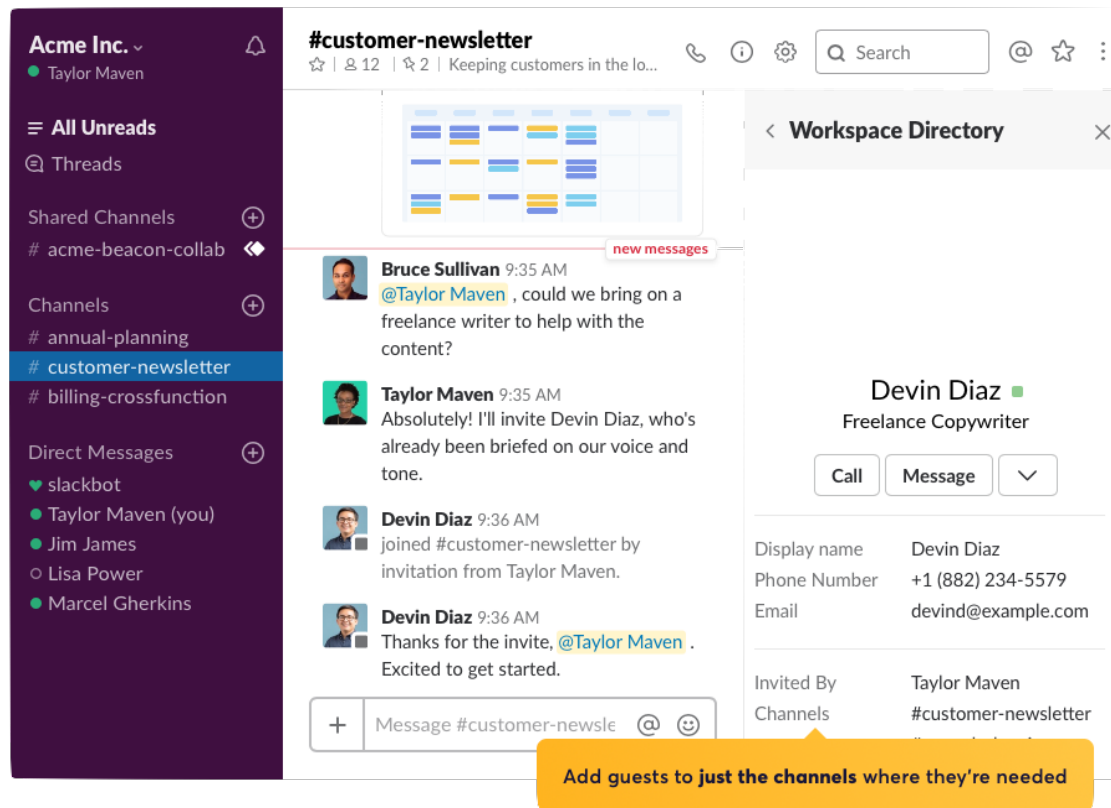 Acme Inc.
Taylor Maven
All Unreads
Threads
Shared Channels
# acme-beacon-collab
Channels
# annual-planning
# customer-newsletter
# billing-crossfunction
Direct Messages
slackbot
Taylor Maven (you)
Jim James
Lisa Power
Marcel Gherkins
#customer-newsletter
12 | 2 | Keeping customers in the lo...
Search
new messages
Bruce Sullivan 9:35 AM
@Taylor Maven , could we bring on a
freelance writer to help with the
content?
Taylor Maven 9:35 AM
Absolutely! I'll invite Devin Diaz, who's
already been briefed on our voice and
tone.
Devin Diaz 9:36 AM
joined #customer-newsletter by
invitation from Taylor Maven.
Devin Diaz 9:36 AM
Thanks for the invite, @Taylor Maven .
Excited to get started.
Message #customer-newsle
Workspace Directory
Devin Diaz
Freelance Copywriter
Call
Message
Display name Devin Diaz
Phone Number +1 (882) 234-5579
Email devind@example.com
Invited By Taylor Maven
Channels #customer-newsletter
Add guests to just the channels where they're needed